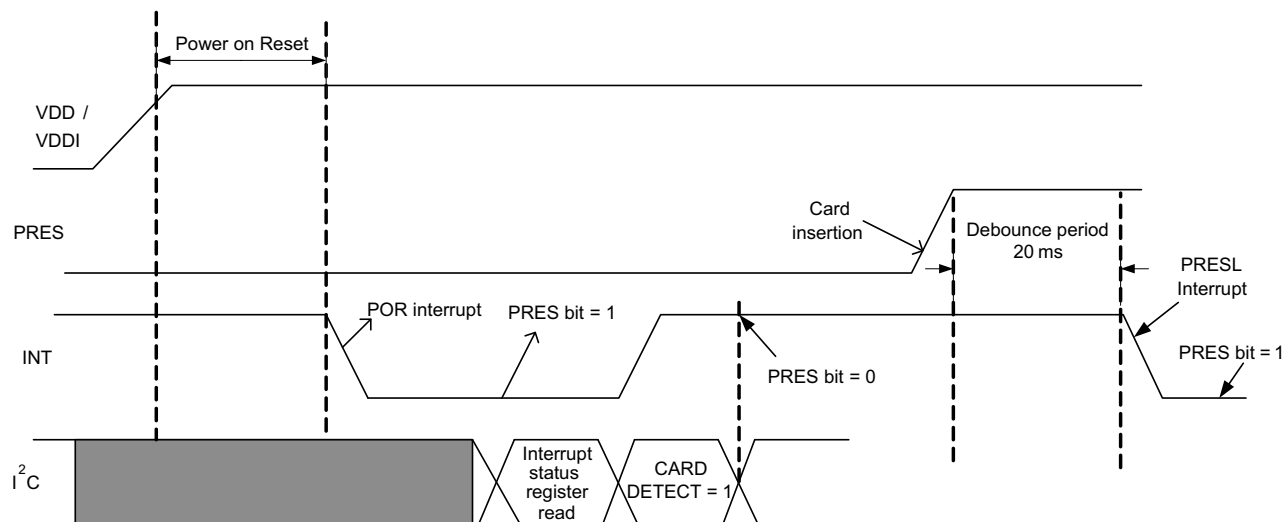 Power on Reset
VDD /
VDDI
PRES
Card
insertion
Debounce period
20 ms
PRESL
Interrupt
POR interrupt
PRES bit = 1
INT
PRES bit = 0
PRES bit = 1
I²C
Interrupt
status
register
read
CARD
DETECT = 1